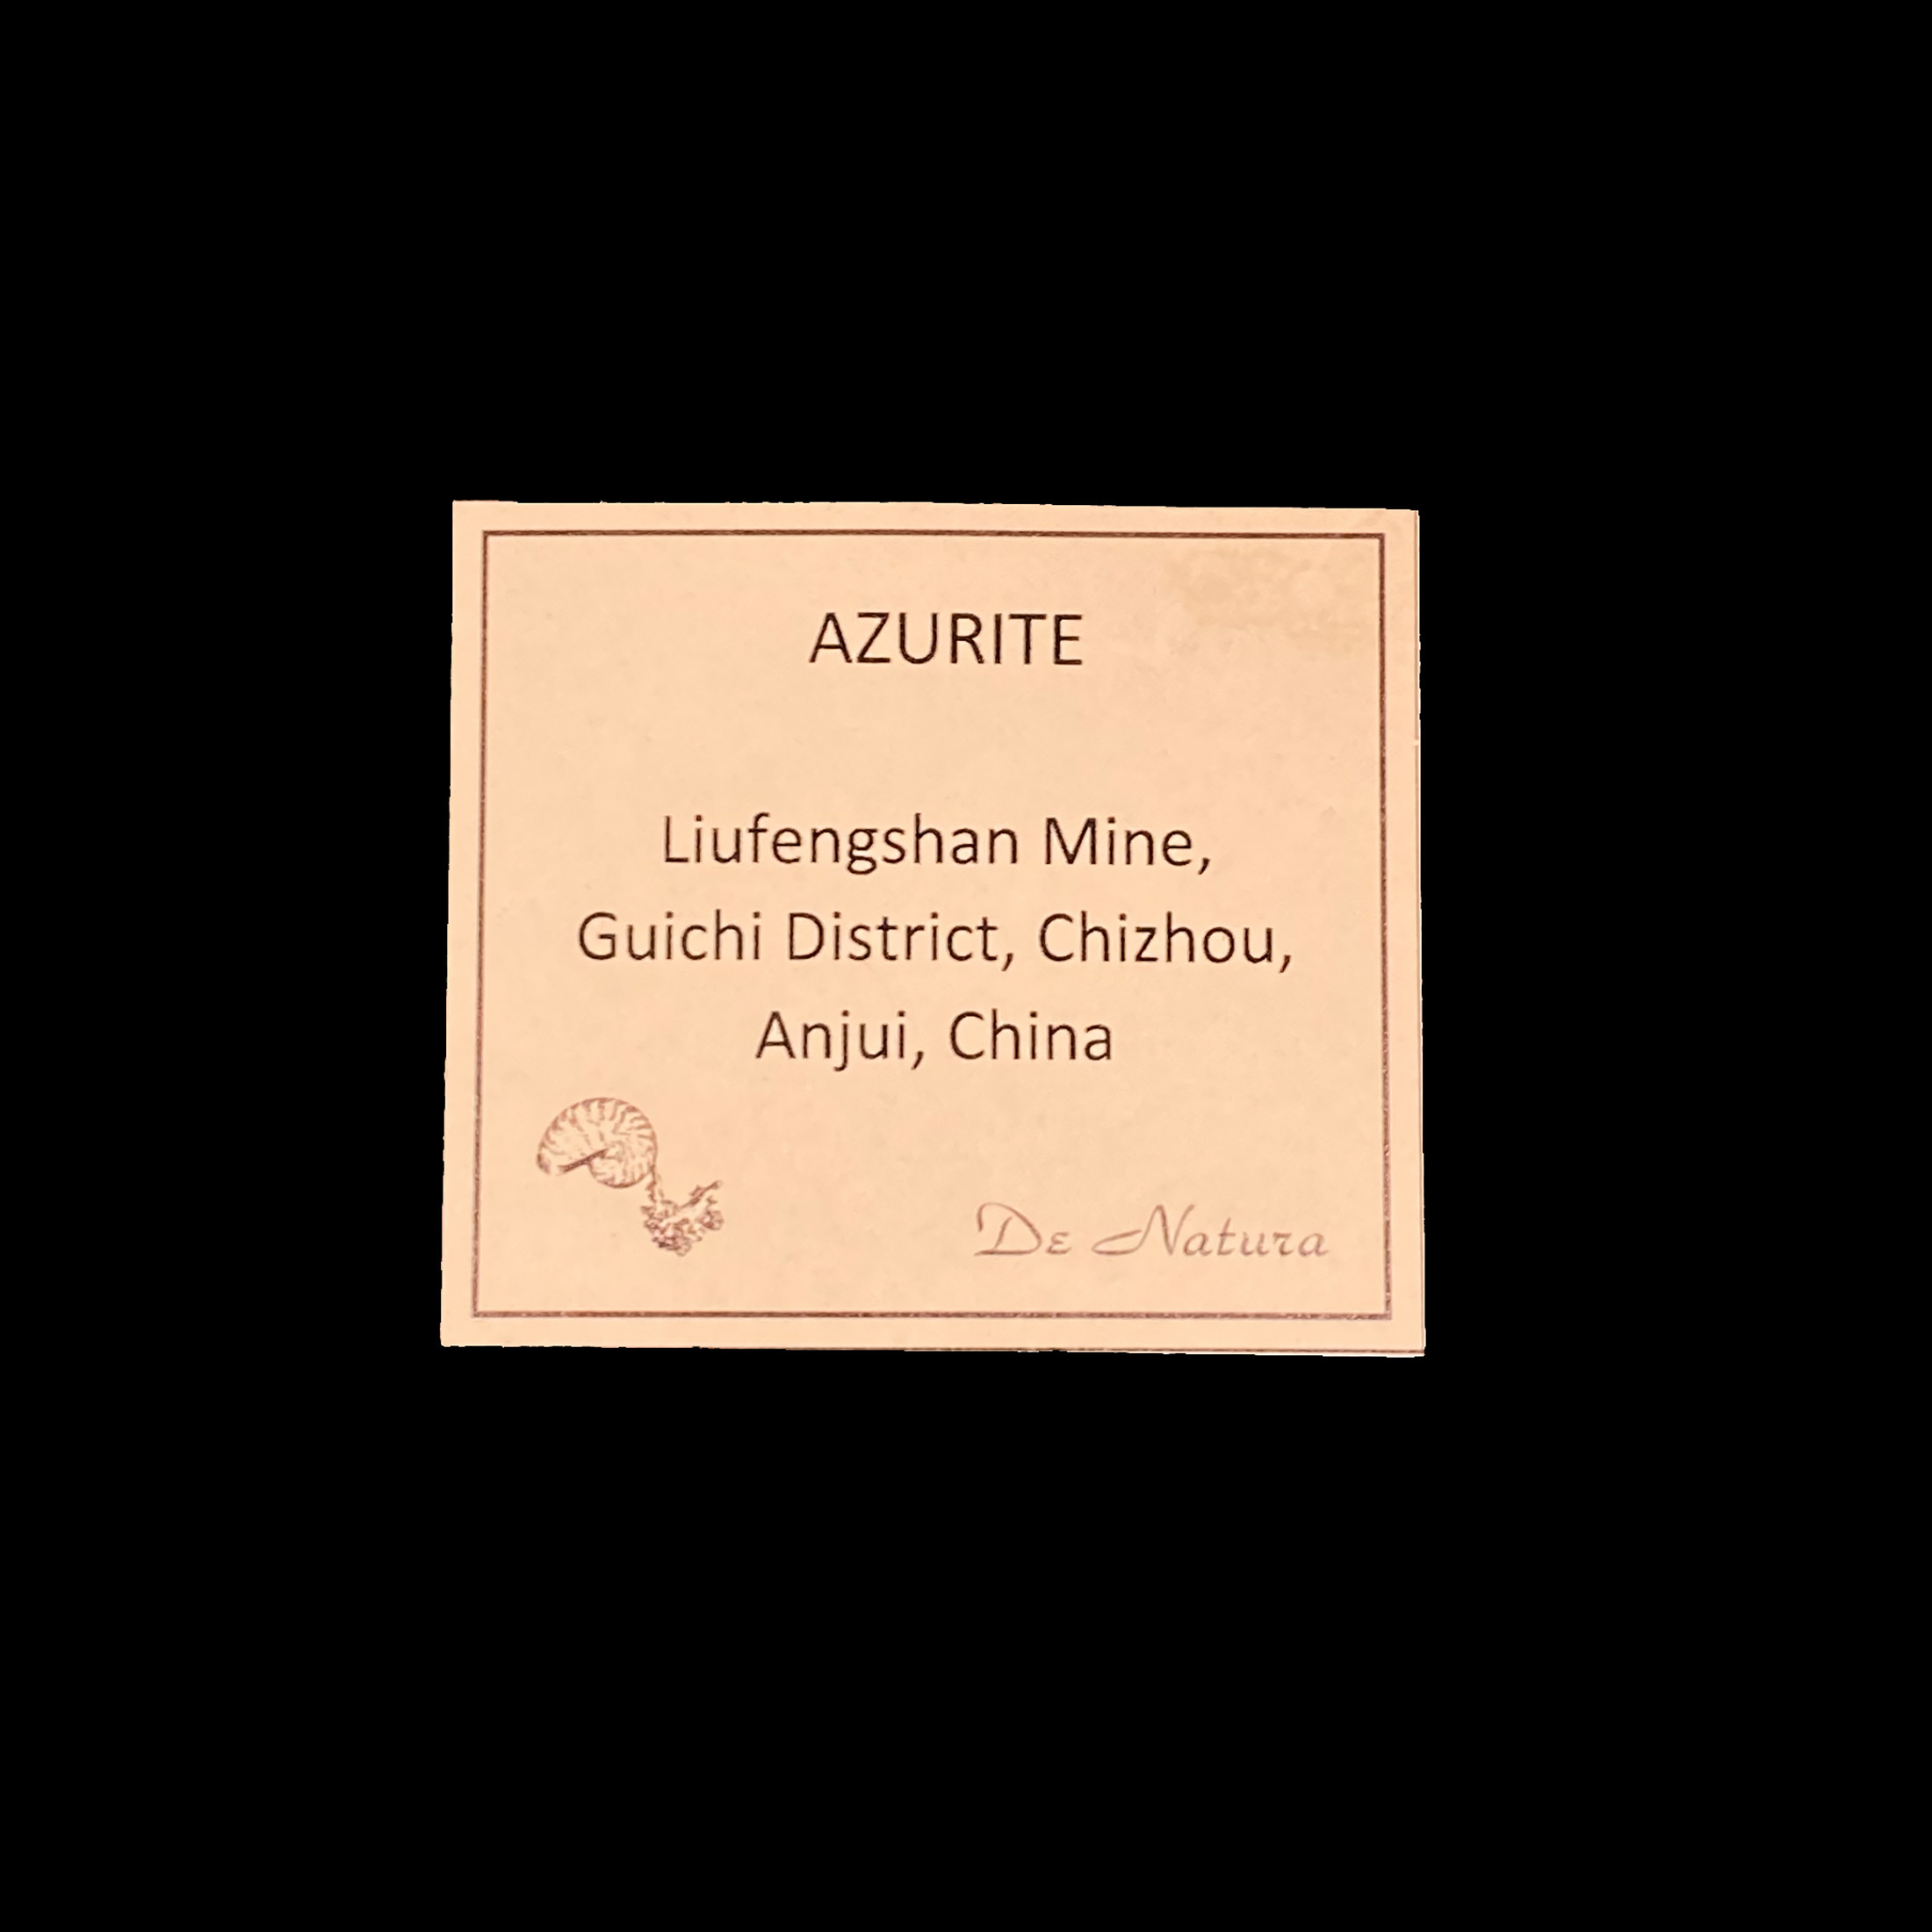 AZURITE
Liufengshan Mine,
Guichi District, Chizhou,
Anjui, China
De Natura